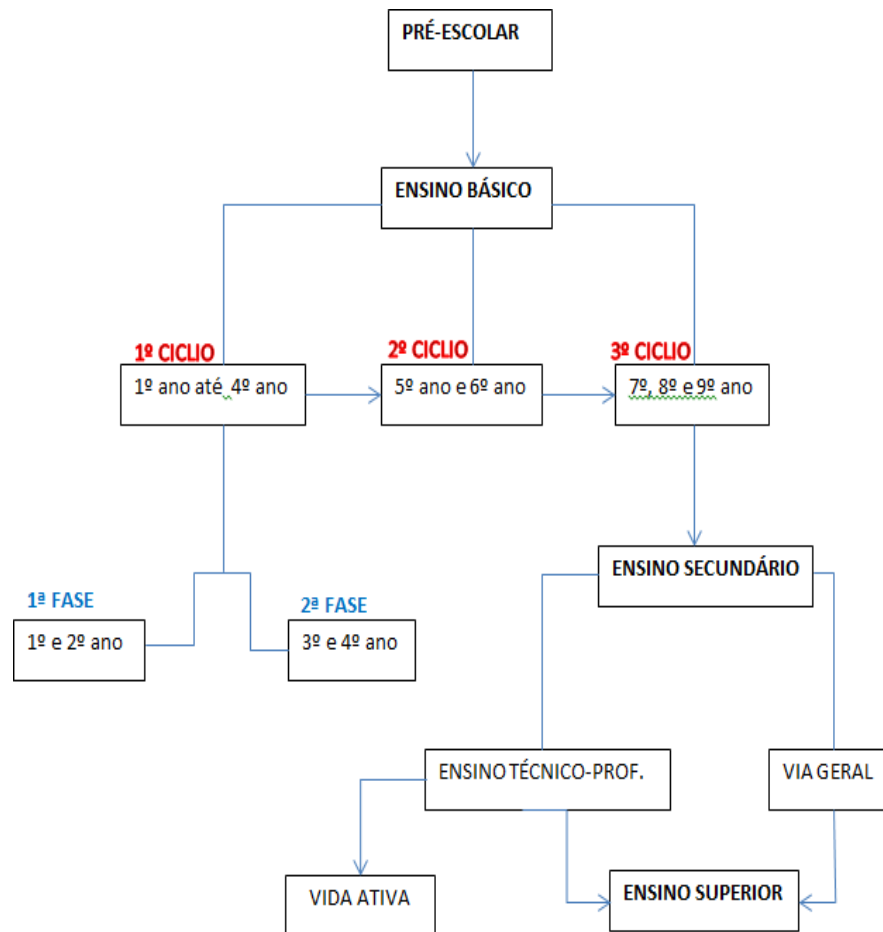 PRÉ-ESCOLAR
ENSINO BÁSICO
1º CICLIO
2º CICLIO
3º CICLIO
1º ano até 4º ano
5º ano e 6º ano
7º, 8º e 9º ano
ENSINO SECUNDÁRIO
1ª FASE
2ª FASE
1º e 2º ano
3º e 4º ano
ENSINO TÉCNICO-PROF.
VIA GERAL
VIDA ATIVA
ENSINO SUPERIOR